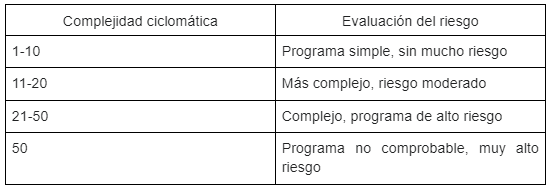 Complejidad ciclomática Evaluación del riesgo
1-10 Programa simple, sin mucho riesgo
11-20 Más complejo, riesgo moderado
21-50 Complejo, programa de alto riesgo
50 Programa no comprobable, muy alto
riesgo